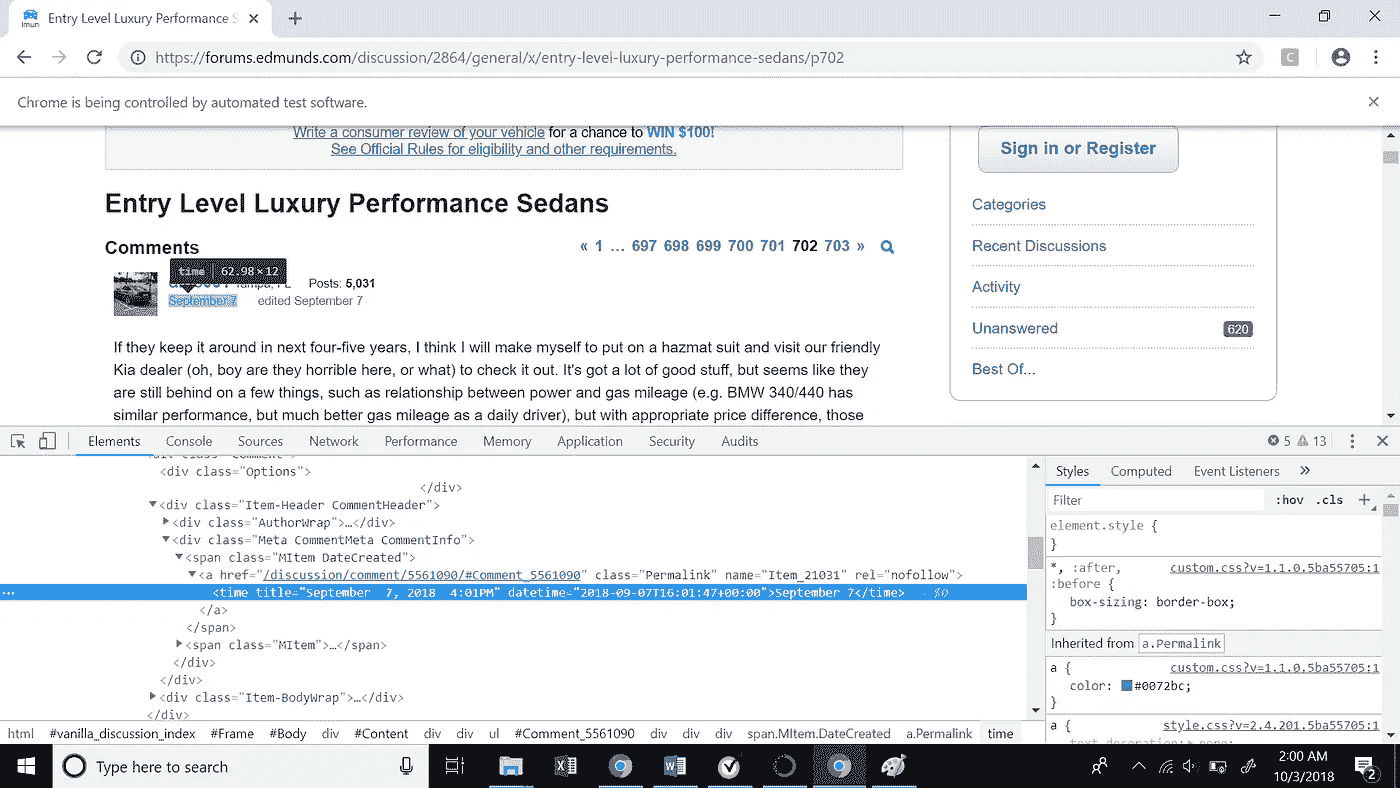 Entry Level Luxury Performance S
https://forums.edmunds.com/discussion/2864/general/x/entry-level-luxury-performance-sedans/p702
C
Chrome is being controlled by automated test software.
Write a consumer review of your vehicle for a chance to WIN $100!
See Official Rules for eligibility and other requirements.
Sign in or Register
Entry Level Luxury Performance Sedans
Categories
Comments
« 1 … 697 698 699 700 701 702 703 »
Recent Discussions
time 62.98×12
Tampa, FL Posts: 5,031
September 7 edited September 7
Activity
Unanswered 620
Best Of...
If they keep it around in next four-five years, I think I will make myself to put on a hazmat suit and visit our friendly
Kia dealer (oh, boy are they horrible here, or what) to check it out. It's got a lot of good stuff, but seems like they
are still behind on a few things, such as relationship between power and gas mileage (e.g. BMW 340/440 has
similar performance, but much better gas mileage as a daily driver), but with appropriate price difference, those
Elements Console Sources Network Performance Memory Application Security Audits 5 13
<div class="Comment">
<div class="Options">
</div>
<div class="Item-Header CommentHeader">
<div class="AuthorWrap">…</div>
<div class="Meta CommentMeta CommentInfo">
<span class="MItem DateCreated">
<a href="/discussion/comment/5561090/#Comment_5561090" class="Permalink" name="Item_21031" rel="nofollow">
<time title="September  7, 2018  4:01PM" datetime="2018-09-07T16:01:47+00:00">September 7</time>
</a>
</span>
<span class="MItem">…</span>
</div>
</div>
<div class="Item-BodyWrap">…</div>
</div>
Styles Computed Event Listeners »
Filter :hov .cls +
element.style {
}
*, :after, custom.css?v=1.1.0.5ba55705:1
:before {
box-sizing: border-box;
}
Inherited from a.Permalink
a { custom.css?v=1.1.0.5ba55705:1
color: #0072bc;
}
a { style.css?v=2.4.201.5ba55705:1
text-decoration: none;
html #vanilla_discussion_index #Frame #Body div #Content div div ul #Comment_5561090 div div div span.MItem.DateCreated a.Permalink time
Type here to search
2:00 AM
10/3/2018
2